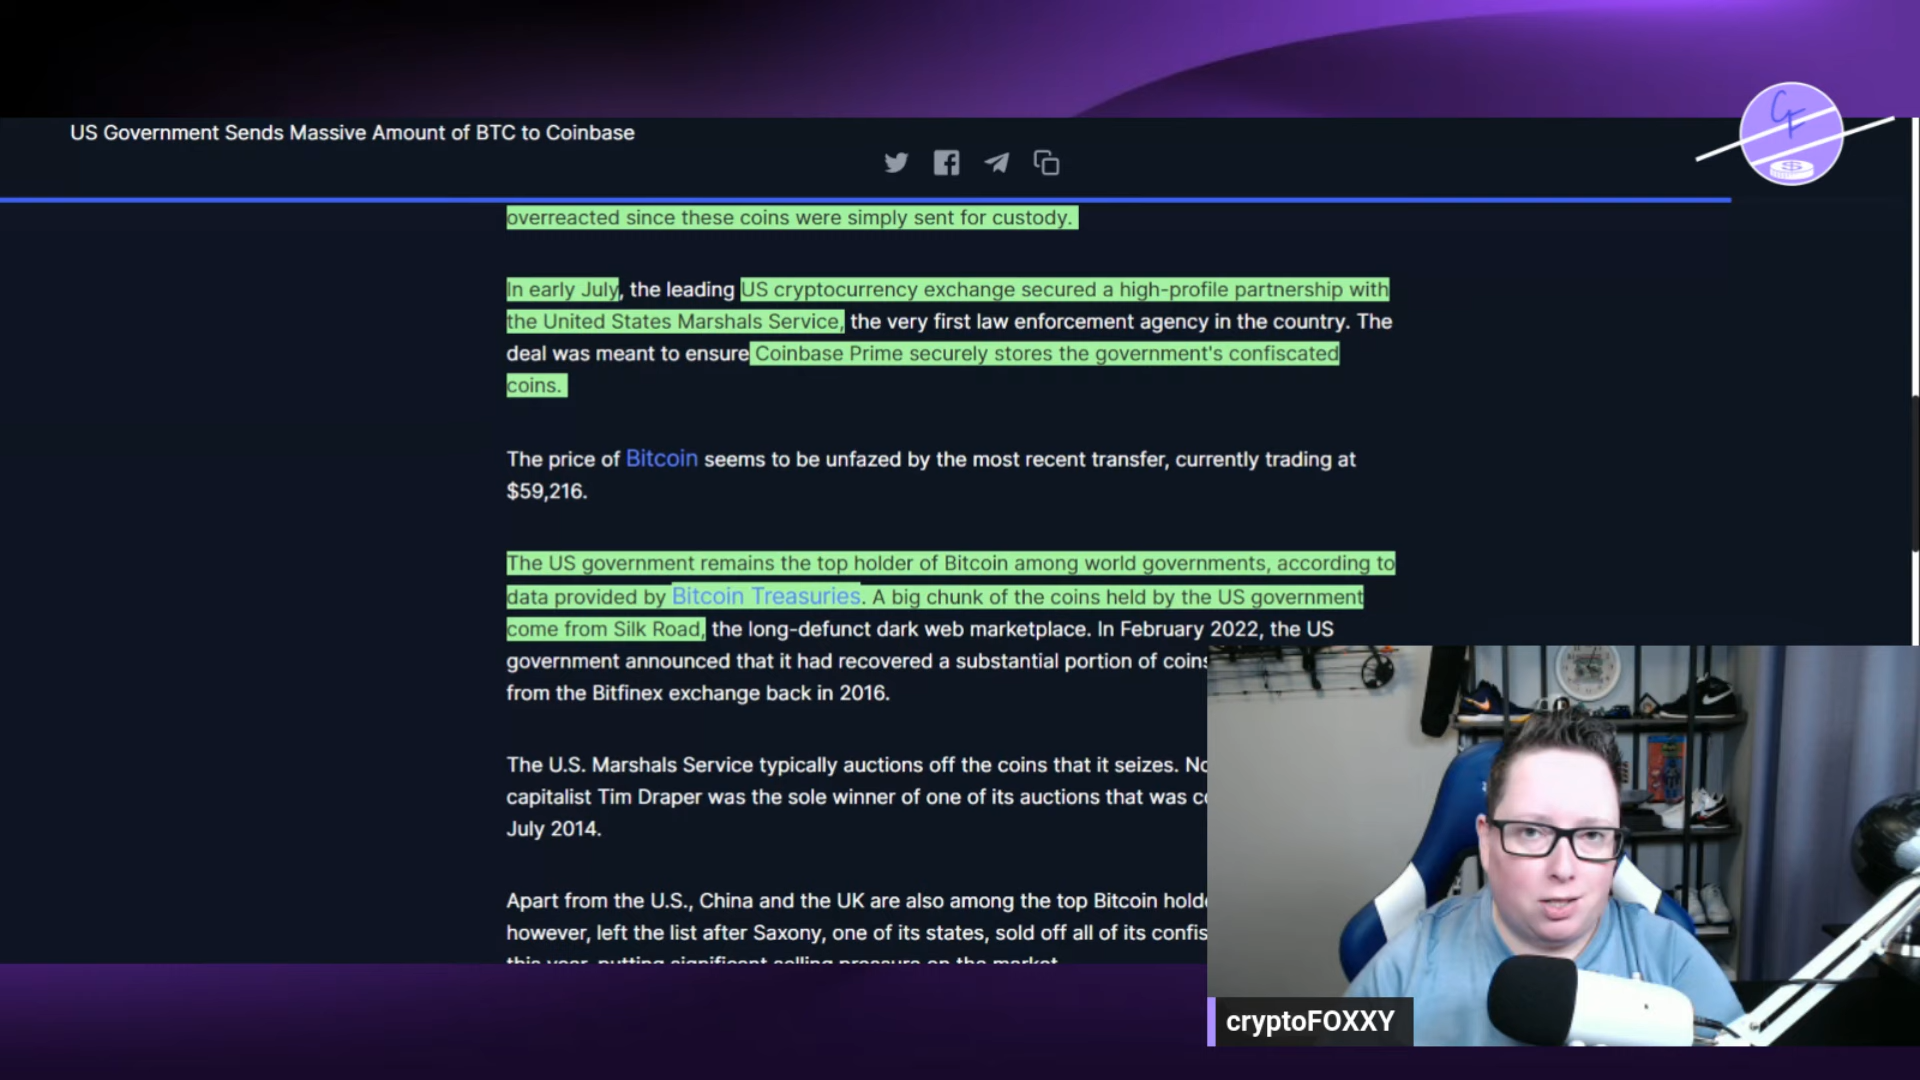 US Government Sends Massive Amount of BTC to Coinbase
CF
overreacted since these coins were simply sent for custody.
In early July, the leading US cryptocurrency exchange secured a high-profile partnership with
the United States Marshals Service, the very first law enforcement agency in the country. The
deal was meant to ensure Coinbase Prime securely stores the government's confiscated
coins.
The price of Bitcoin seems to be unfazed by the most recent transfer, currently trading at
$59,216.
The US government remains the top holder of Bitcoin among world governments, according to
data provided by Bitcoin Treasuries. A big chunk of the coins held by the US government
come from Silk Road, the long-defunct dark web marketplace. In February 2022, the US
government announced that it had recovered a substantial portion of coins
from the Bitfinex exchange back in 2016.
The U.S. Marshals Service typically auctions off the coins that it seizes.
capitalist Tim Draper was the sole winner of one of its auctions that was
July 2014.
Apart from the U.S., China and the UK are also among the top Bitcoin
however, left the list after Saxony, one of its states, sold off all of its
this year, putting significant selling pressure on the market.
cryptoFOXXY